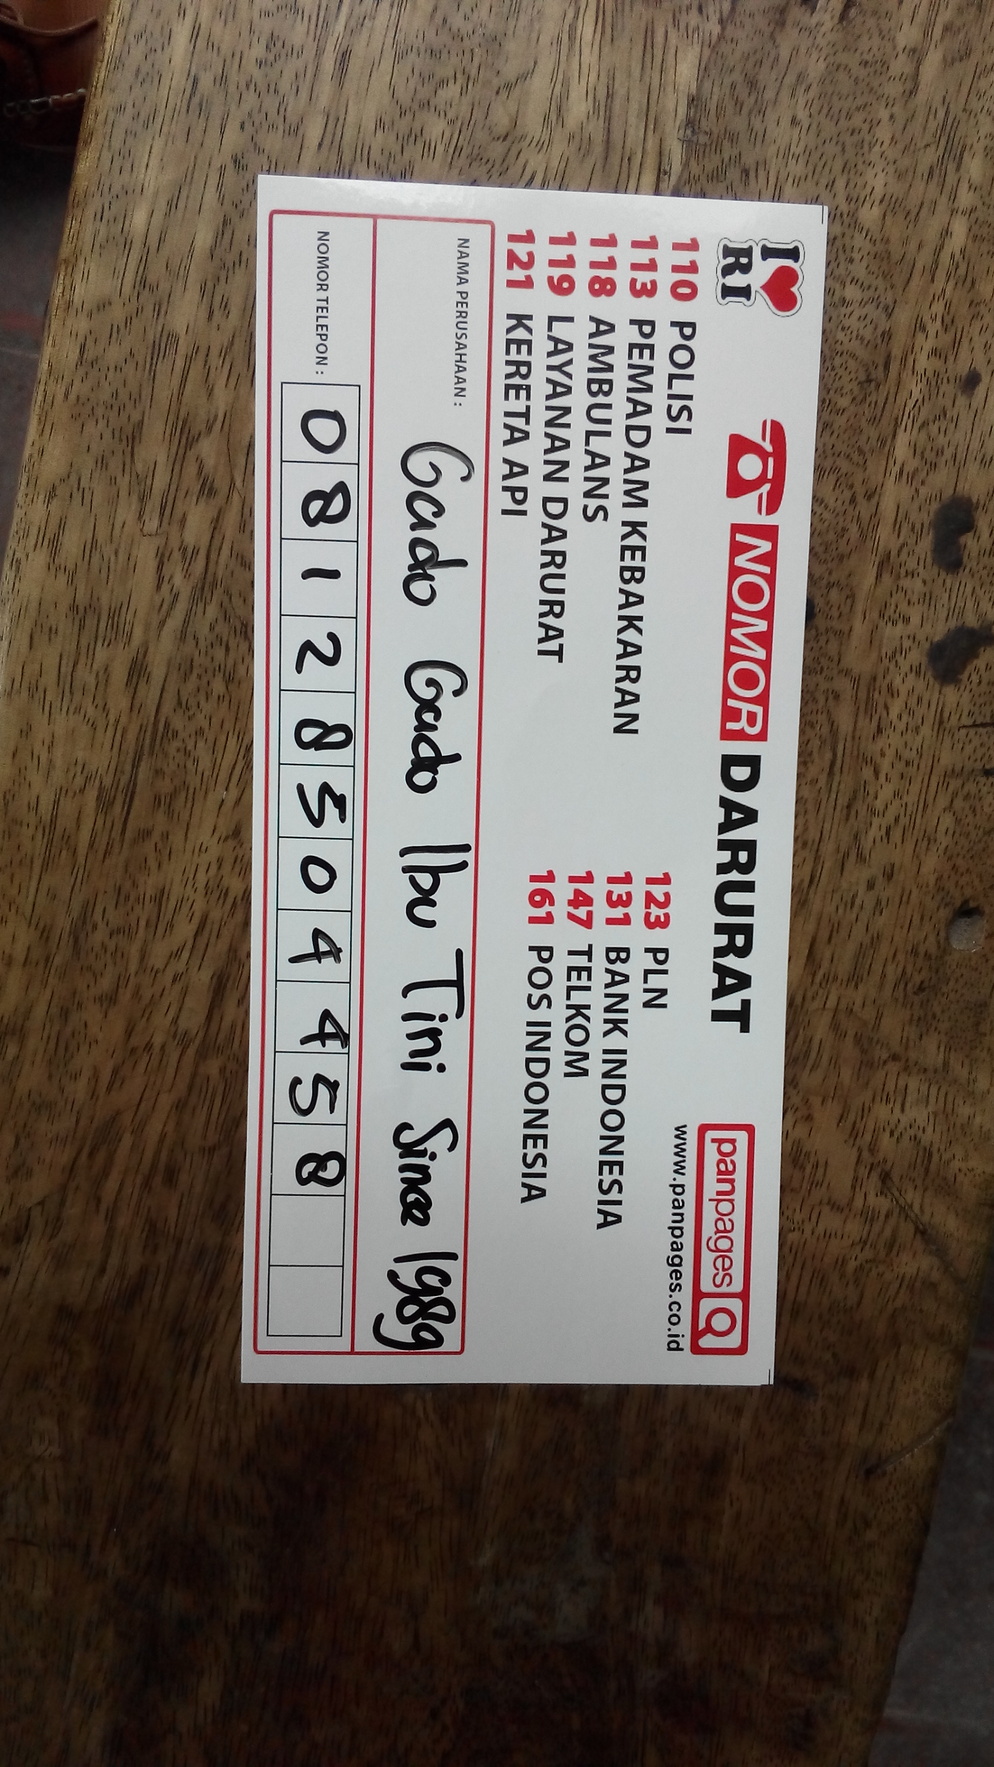 I ❤ RI
NOMOR DARURAT
panpages
www.panpages.co.id
110 POLISI
113 PEMADAM KEBAKARAN
118 AMBULANS
119 LAYANAN DARURAT
121 KERETA API
123 PLN
131 BANK INDONESIA
147 TELKOM
161 POS INDONESIA
NAMA PERUSAHAAN : Gado Gado Ibu Tini Since 1989
NOMOR TELEPON : 08128504458